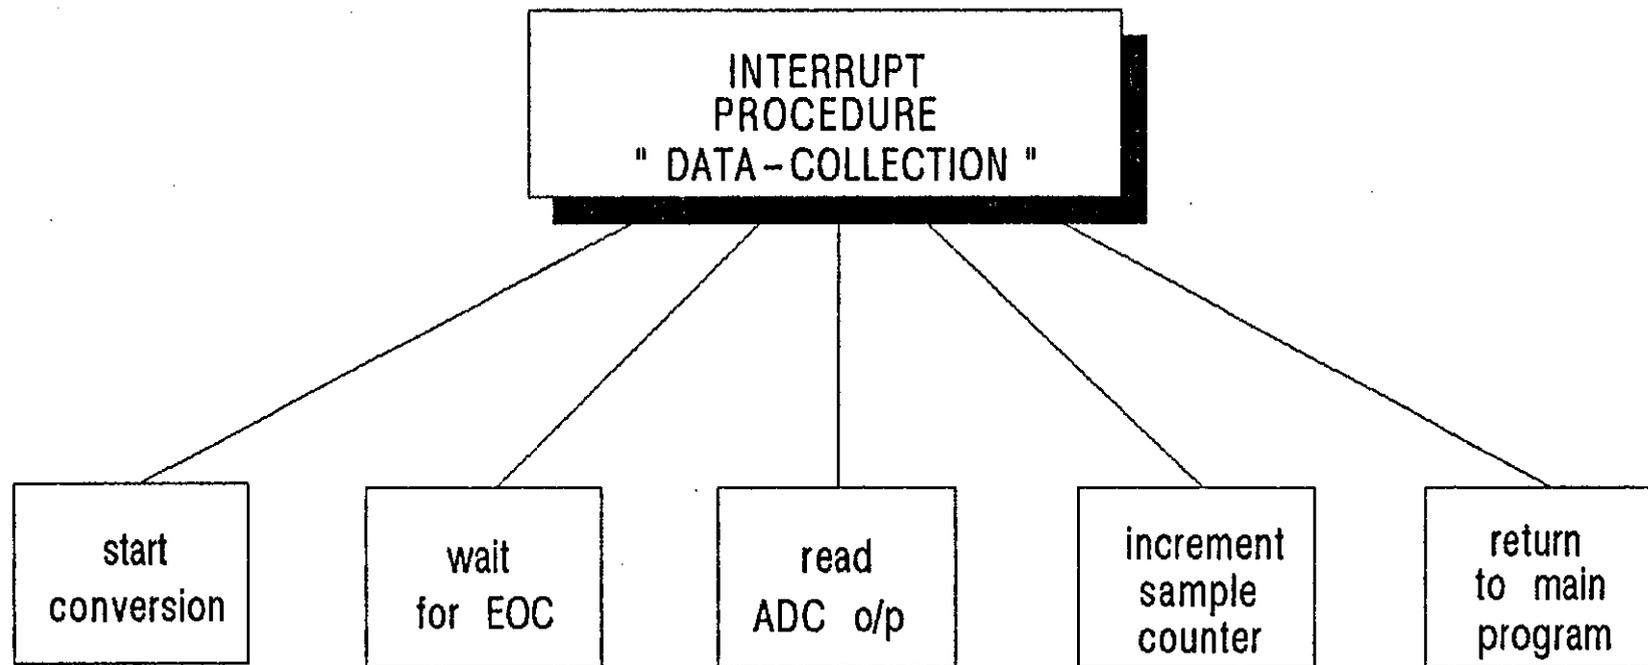 INTERRUPT
PROCEDURE
" DATA-COLLECTION "
start
conversion
wait
for EOC
read
ADC o/p
increment
sample
counter
return
to main
program